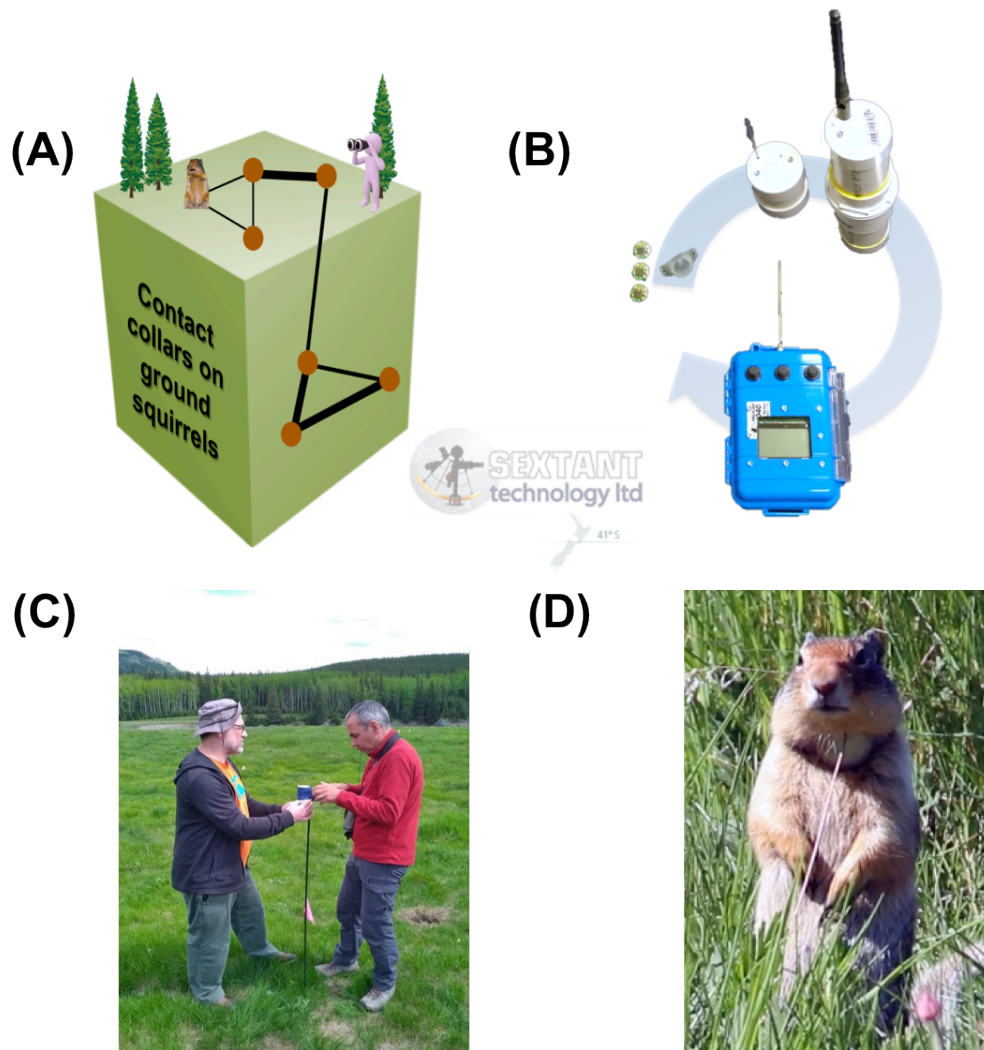 (A)
(B)
Contact
collars on
ground
squirrels
SEXTANT
technology ltd
41° S
(C)
(D)